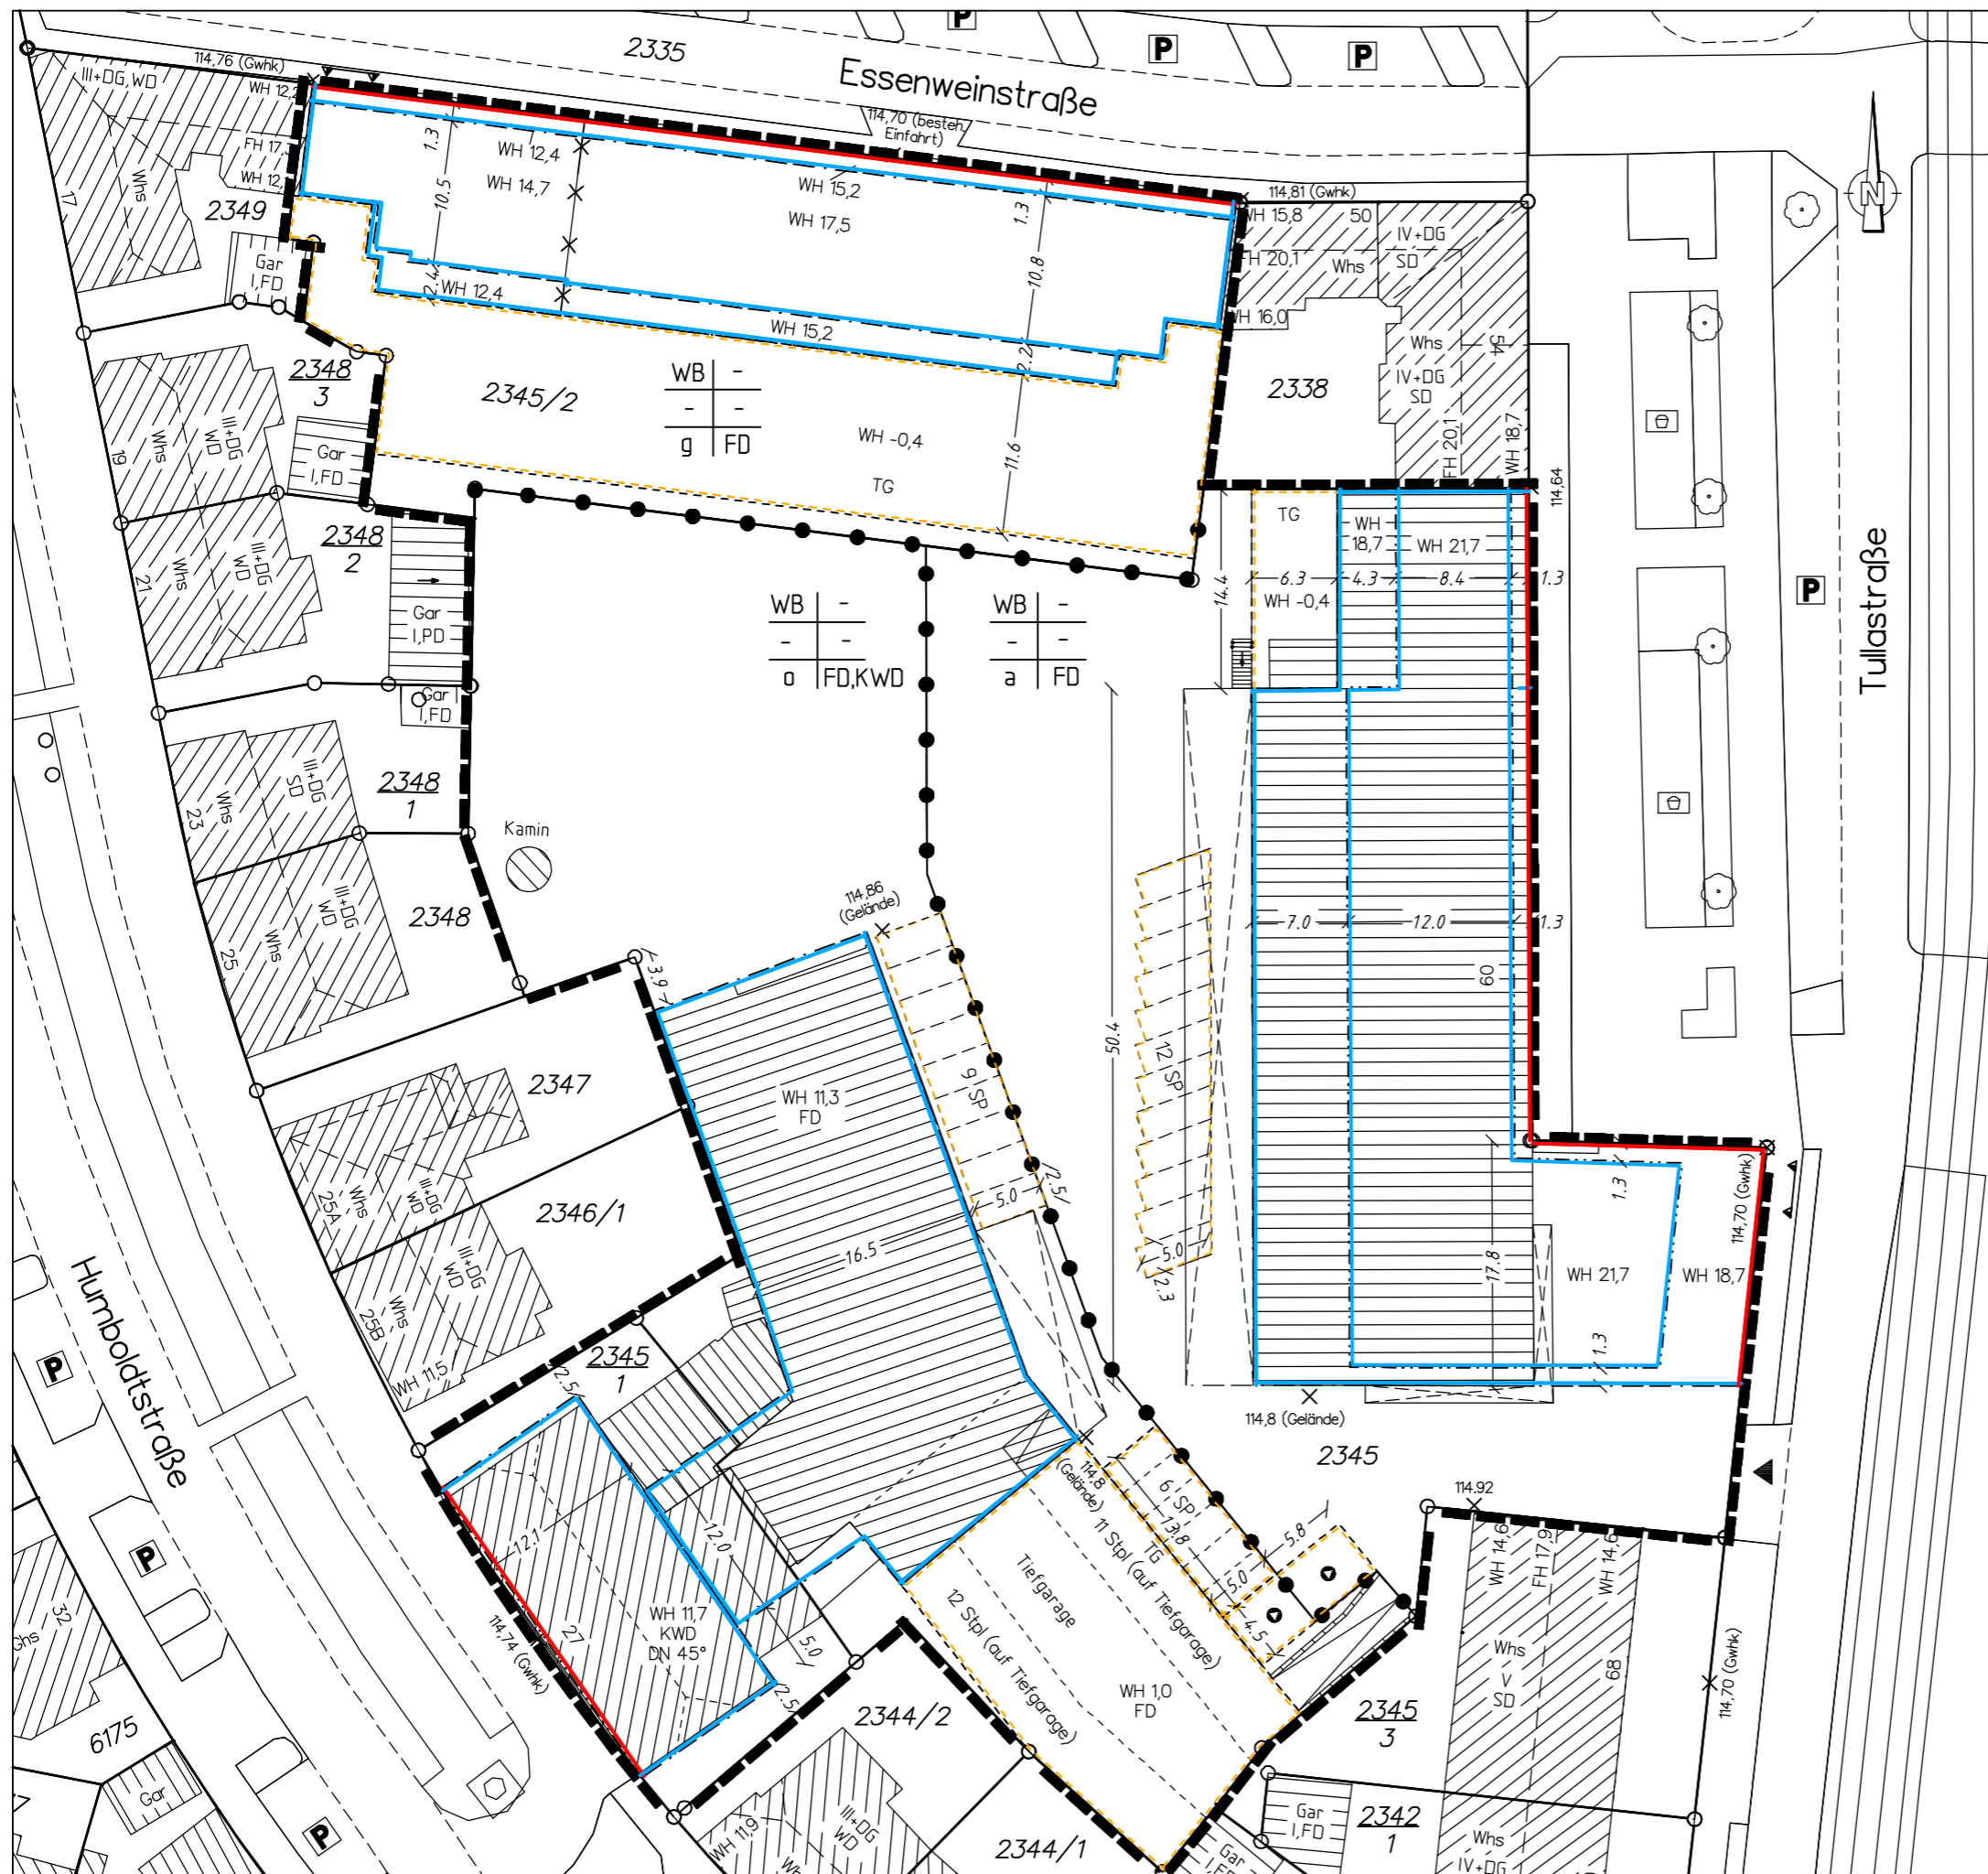 P
P
P
2335
Essenweinstraße
114,76 (Gwhk)
III+DG,WD
WH 12,2
114,70 (besteh.
Einfahrt)
1.3
WH 12,4
WH 14,7
10.5
WH 15,2
WH 17,5
1.3
10.8
114,81 (Gwhk)
WH 15,8
50
IV+DG
SD
FH 20,1
Whs
WH 16,0
FH 17,
WH 12,
Whs
17
2349
Gar
I,FD
2.4
WH 12,4
WH 15,2
2.2
N
Whs
54
IV+DG
SD
2338
2348
3
2345/2
WB -
- -
g FD
WH -0,4
TG
11.6
FH 20,1
WH 18,7
114,64
19
Whs
III+DG
WD
Gar
I,FD
2348
2
21
Whs
III+DG
WD
Gar
I,PD
Gar
I,FD
WB -
- -
o FD,KWD
WB -
- -
a FD
TG
WH
18,7
WH 21,7
14.4
6.3
4.3
8.4
1.3
WH -0,4
P
Tullastraße
2348
1
23
Whs
III+DG
SD
Kamin
2348
25
Whs
III+DG
WD
114,86
(Gelände)
3.9
50.4
7.0
12.0
1.3
60
12 SP
9 SP
2347
WH 11,3
FD
25A
Whs
III+DG
WD
2346/1
16.5
5.0
2.5
5.0
2.3
17.8
1.3
114,70 (Gwhk)
WH 21,7
WH 18,7
1.3
Humboldtstraße
P
25B
Whs
III+DG
WD
WH 11,5
2345
1
2.5
114,8 (Gelände)
2345
114.92
12.1
12.0
114,8
(Gelände)
6 SP
13.8
TG
11 Stpl (auf Tiefgarage)
5.8
5.0
4.5
Tiefgarage
12 Stpl (auf Tiefgarage)
WH 14,6
FH 17,9
WH 14,6
P
32
Ghs
27
WH 11,7
KWD
DN 45°
5.0
2.5
114,74 (Gwhk)
WH 1,0
FD
Whs
V
SD
68
114,70 (Gwhk)
2344/2
2345
3
6175
Gar
P
WH 11,9
III+DG
WD
2344/1
Gar
I,FD
Gar
I,FD
2342
1
Whs
IV+DG